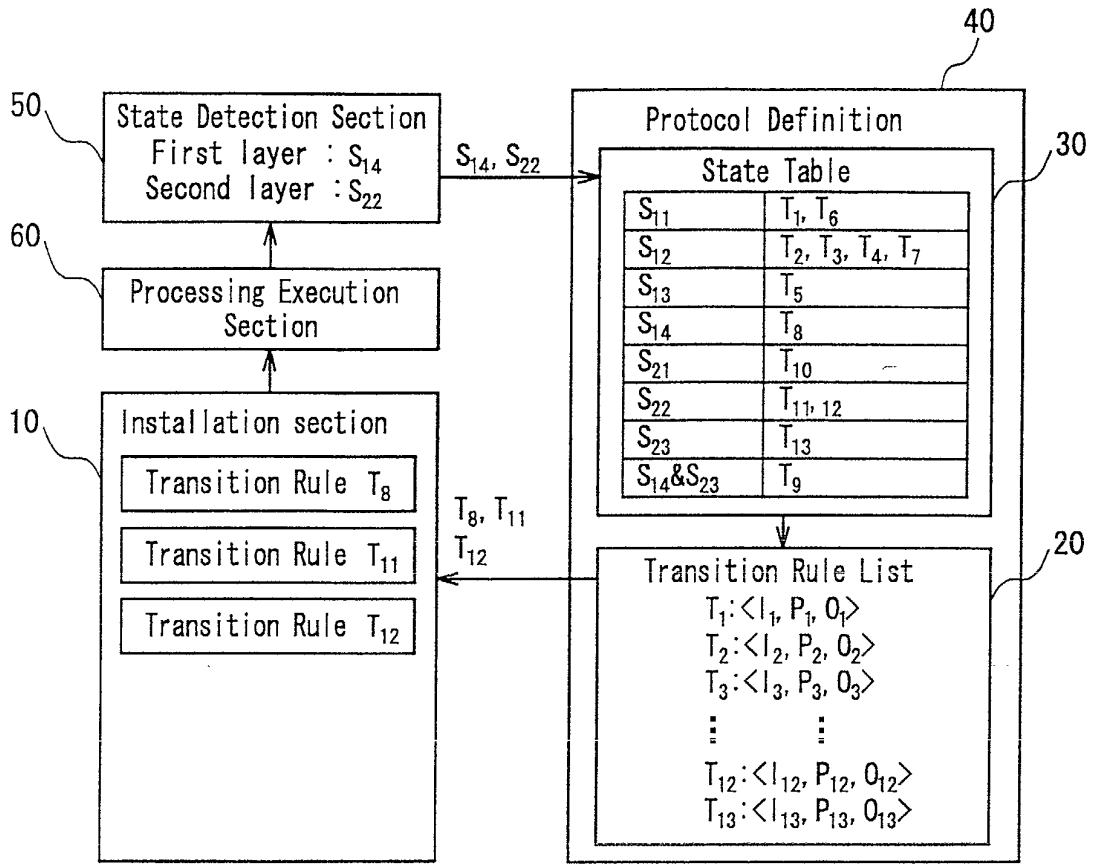 40
50
State Detection Section
First layer : S14
Second layer : S22
S14, S22
Protocol Definition
30
State Table
S11 T1, T6
S12 T2, T3, T4, T7
S13 T5
S14 T8
S21 T10
S22 T11, 12
S23 T13
S14&S23 T9
60
Processing Execution
Section
10
Installation section
Transition Rule T8
Transition Rule T11
Transition Rule T12
T8, T11
T12
20
Transition Rule List
T1:<I1, P1, O1>
T2:<I2, P2, O2>
T3:<I3, P3, O3>
T12:<I12, P12, O12>
T13:<I13, P13, O13>